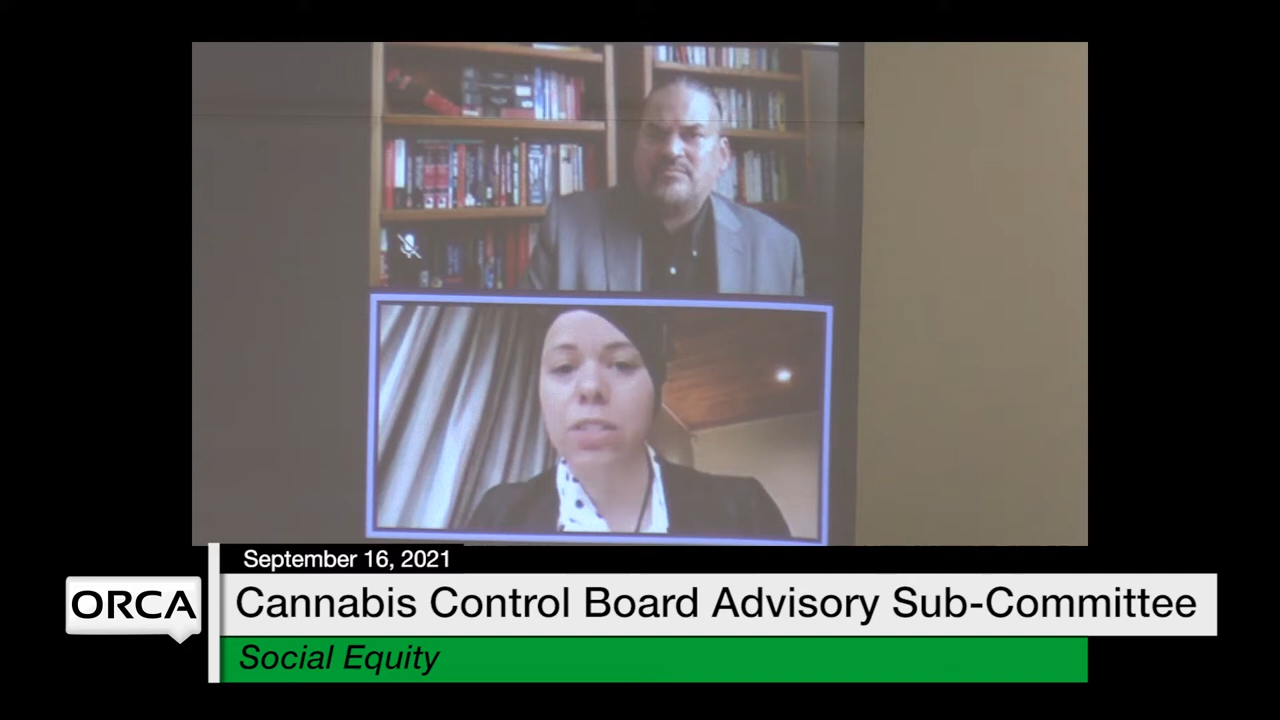 September 16, 2021
ORCA
Cannabis Control Board Advisory Sub-Committee
Social Equity